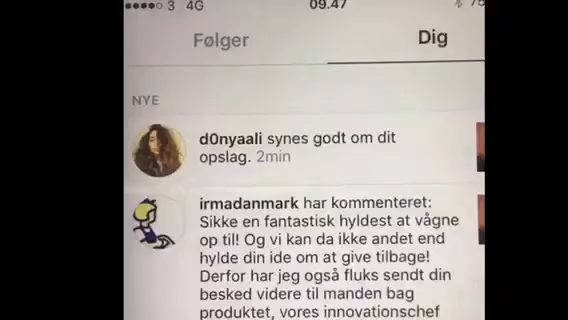 3 4G 09.47
Følger Dig
NYE
d0nyaali synes godt om dit
opslag. 2min
irmadanmark har kommenteret:
Sikke en fantastisk hyldest at vågne
op til! Og vi kan da ikke andet end
hylde din ide om at give tilbage!
Derfor har jeg også fluks sendt din
besked videre til manden bag
produktet, vores innovationschef